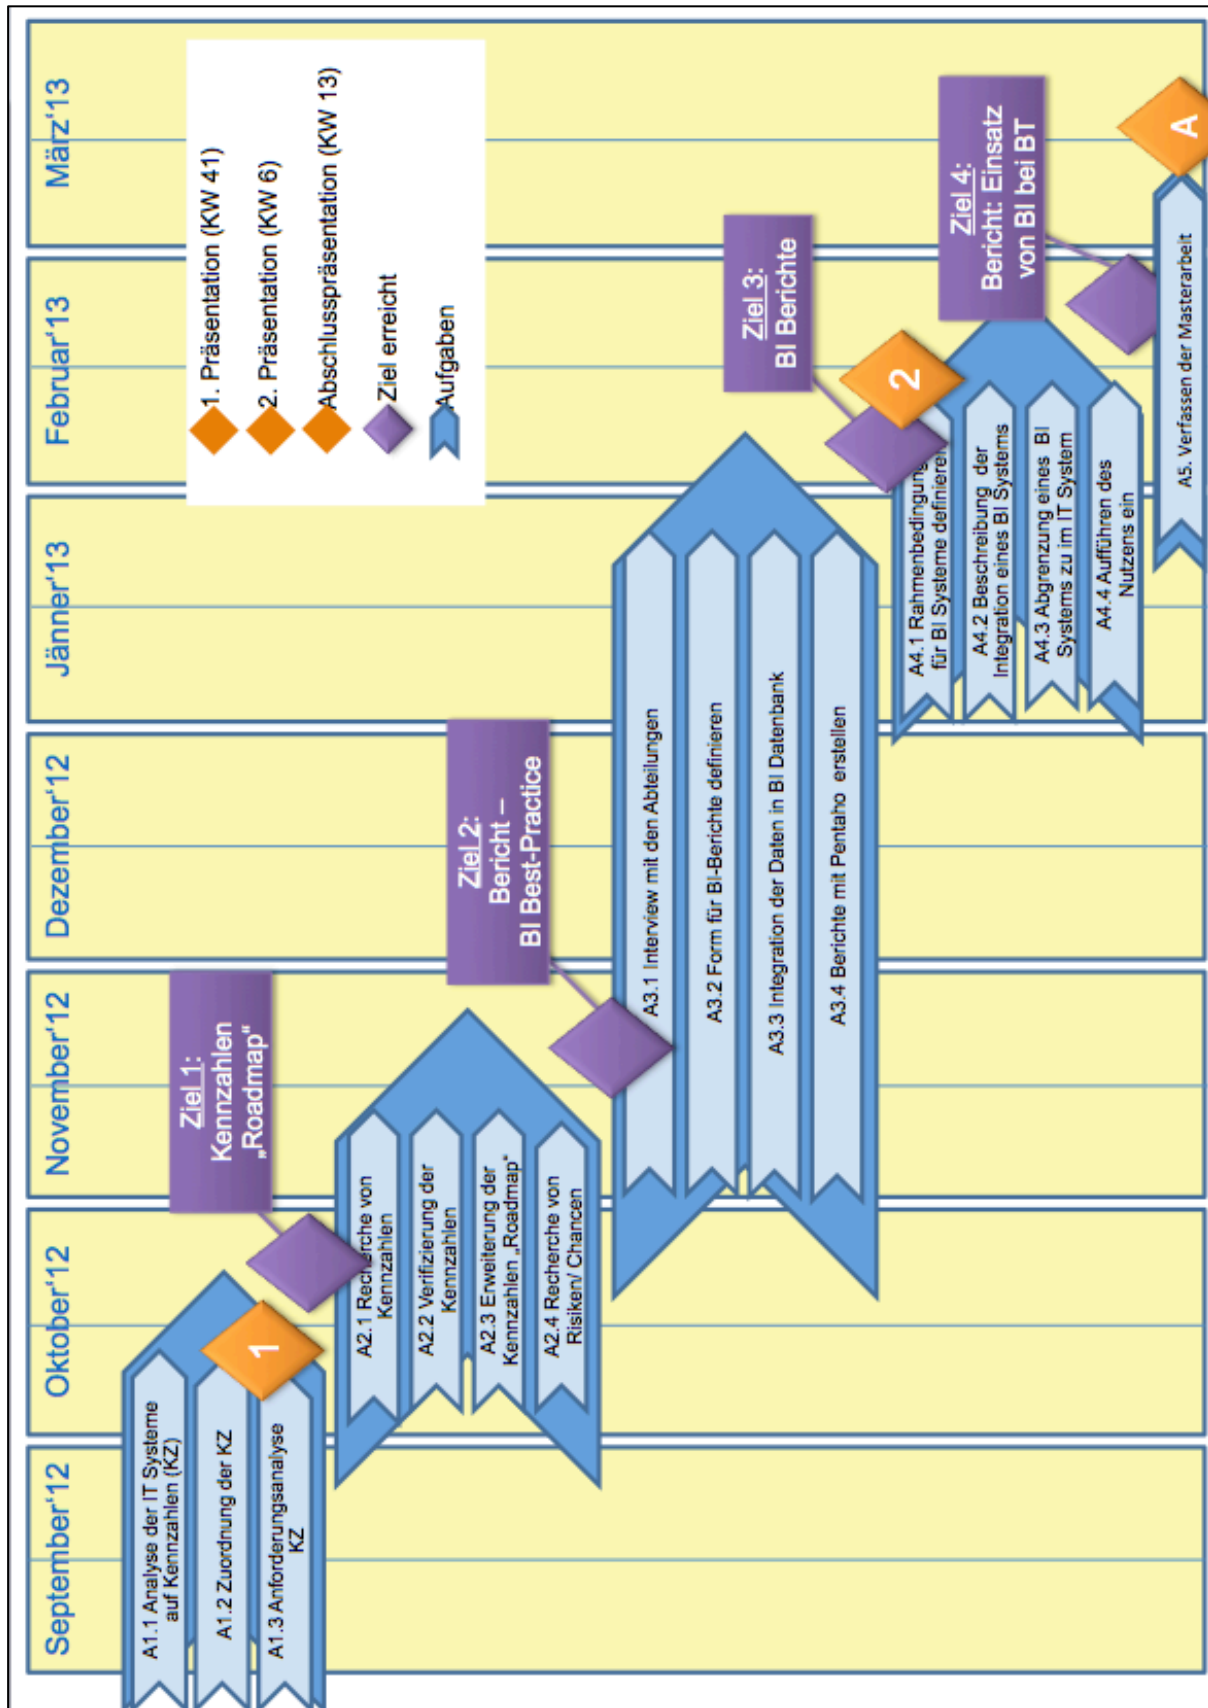 September'12
Oktober'12
November'12
Dezember'12
Jänner'13
Februar'13
März'13
A1.1 Analyse der IT Systeme
auf Kennzahlen (KZ)
A1.2 Zuordnung der KZ
A1.3 Anforderungsanalyse
KZ
1
Ziel 1:
Kennzahlen
„Roadmap“
A2.1 Recherche von
Kennzahlen
A2.2 Verifizierung der
Kennzahlen
A2.3 Erweiterung der
Kennzahlen „Roadmap“
A2.4 Recherche von
Risiken/ Chancen
Ziel 2:
Bericht –
BI Best-Practice
A3.1 Interview mit den Abteilungen
A3.2 Form für BI-Berichte definieren
A3.3 Integration der Daten in BI Datenbank
A3.4 Berichte mit Pentaho erstellen
Ziel 3:
BI Berichte
2
A4.1 Rahmenbedingung
für BI Systeme definieren
A4.2 Beschreibung der
Integration eines BI Systems
A4.3 Abgrenzung eines BI
Systems zu im IT System
A4.4 Aufführen des
Nutzens ein
Ziel 4:
Bericht: Einsatz
von BI bei BT
A5. Verfassen der Masterarbeit
A
1. Präsentation (KW 41)
2. Präsentation (KW 6)
Abschlusspräsentation (KW 13)
Ziel erreicht
Aufgaben